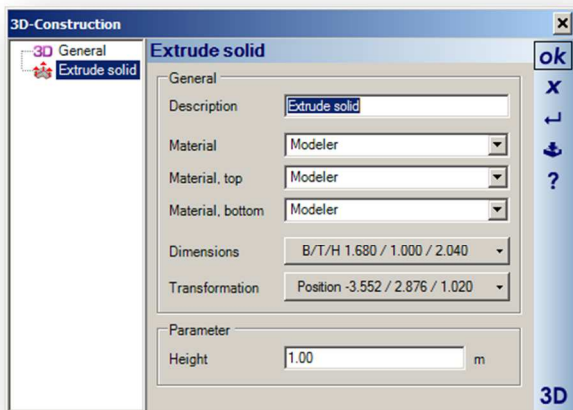 3D-Construction
3D General
Extrude solid
Extrude solid
General
Description Extrude solid
Material Modeler
Material, top Modeler
Material, bottom Modeler
Dimensions B/T/H 1.680 / 1.000 / 2.040
Transformation Position -3.552 / 2.876 / 1.020
Parameter
Height 1.00 m
ok
x
?
3D